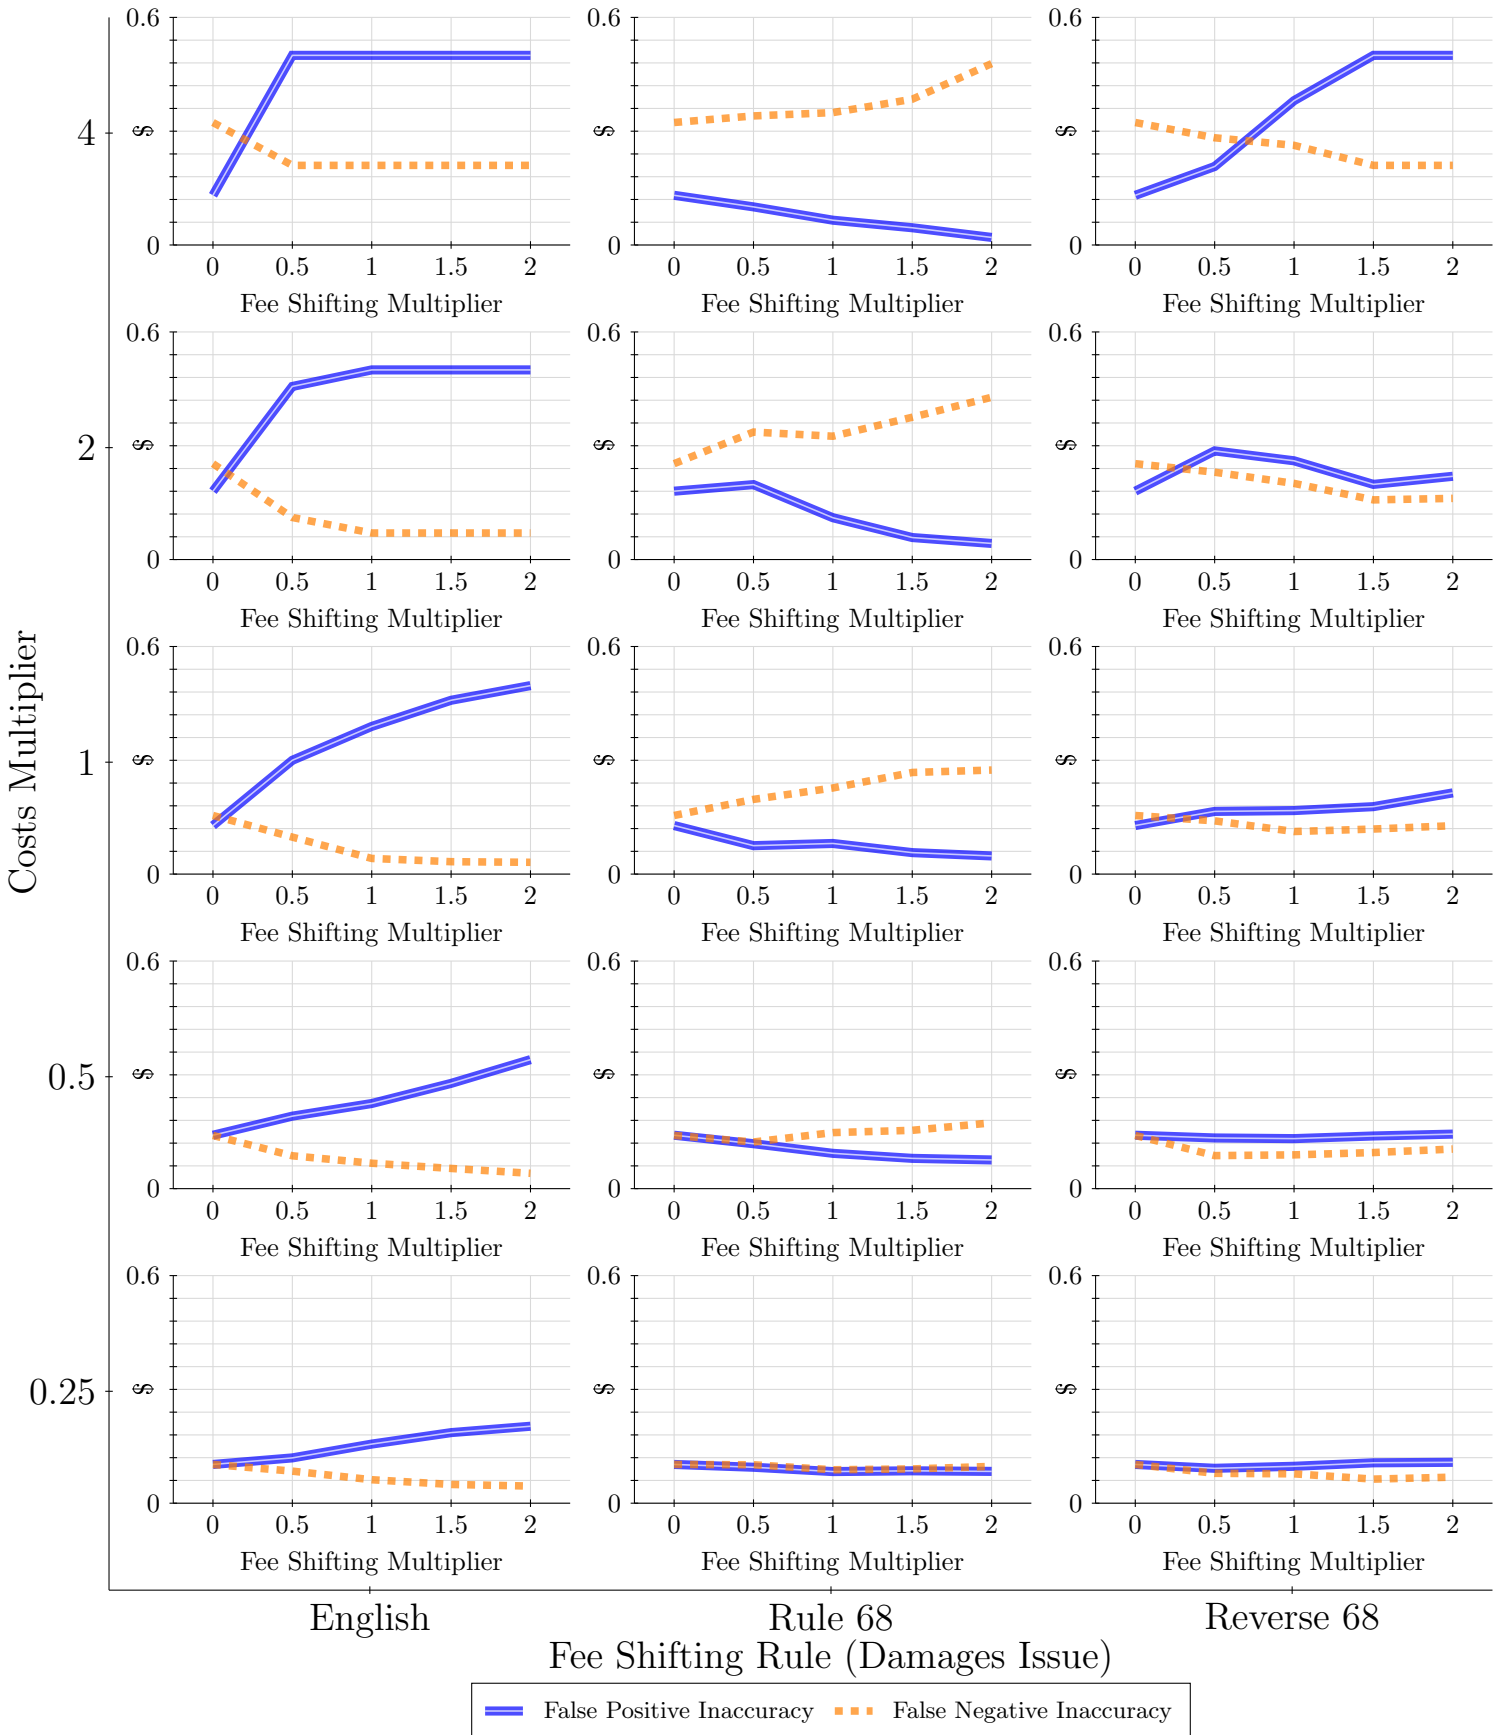 Costs Multiplier
4
0.6
$
0
0 0.5 1 1.5 2
Fee Shifting Multiplier
0.6
$
0
0 0.5 1 1.5 2
Fee Shifting Multiplier
0.6
$
0
0 0.5 1 1.5 2
Fee Shifting Multiplier
2
0.6
$
0
0 0.5 1 1.5 2
Fee Shifting Multiplier
0.6
$
0
0 0.5 1 1.5 2
Fee Shifting Multiplier
0.6
$
0
0 0.5 1 1.5 2
Fee Shifting Multiplier
1
0.6
$
0
0 0.5 1 1.5 2
Fee Shifting Multiplier
0.6
$
0
0 0.5 1 1.5 2
Fee Shifting Multiplier
0.6
$
0
0 0.5 1 1.5 2
Fee Shifting Multiplier
0.5
0.6
$
0
0 0.5 1 1.5 2
Fee Shifting Multiplier
0.6
$
0
0 0.5 1 1.5 2
Fee Shifting Multiplier
0.6
$
0
0 0.5 1 1.5 2
Fee Shifting Multiplier
0.25
0.6
$
0
0 0.5 1 1.5 2
Fee Shifting Multiplier
0.6
$
0
0 0.5 1 1.5 2
Fee Shifting Multiplier
0.6
$
0
0 0.5 1 1.5 2
Fee Shifting Multiplier
English Rule 68 Reverse 68
Fee Shifting Rule (Damages Issue)
False Positive Inaccuracy False Negative Inaccuracy